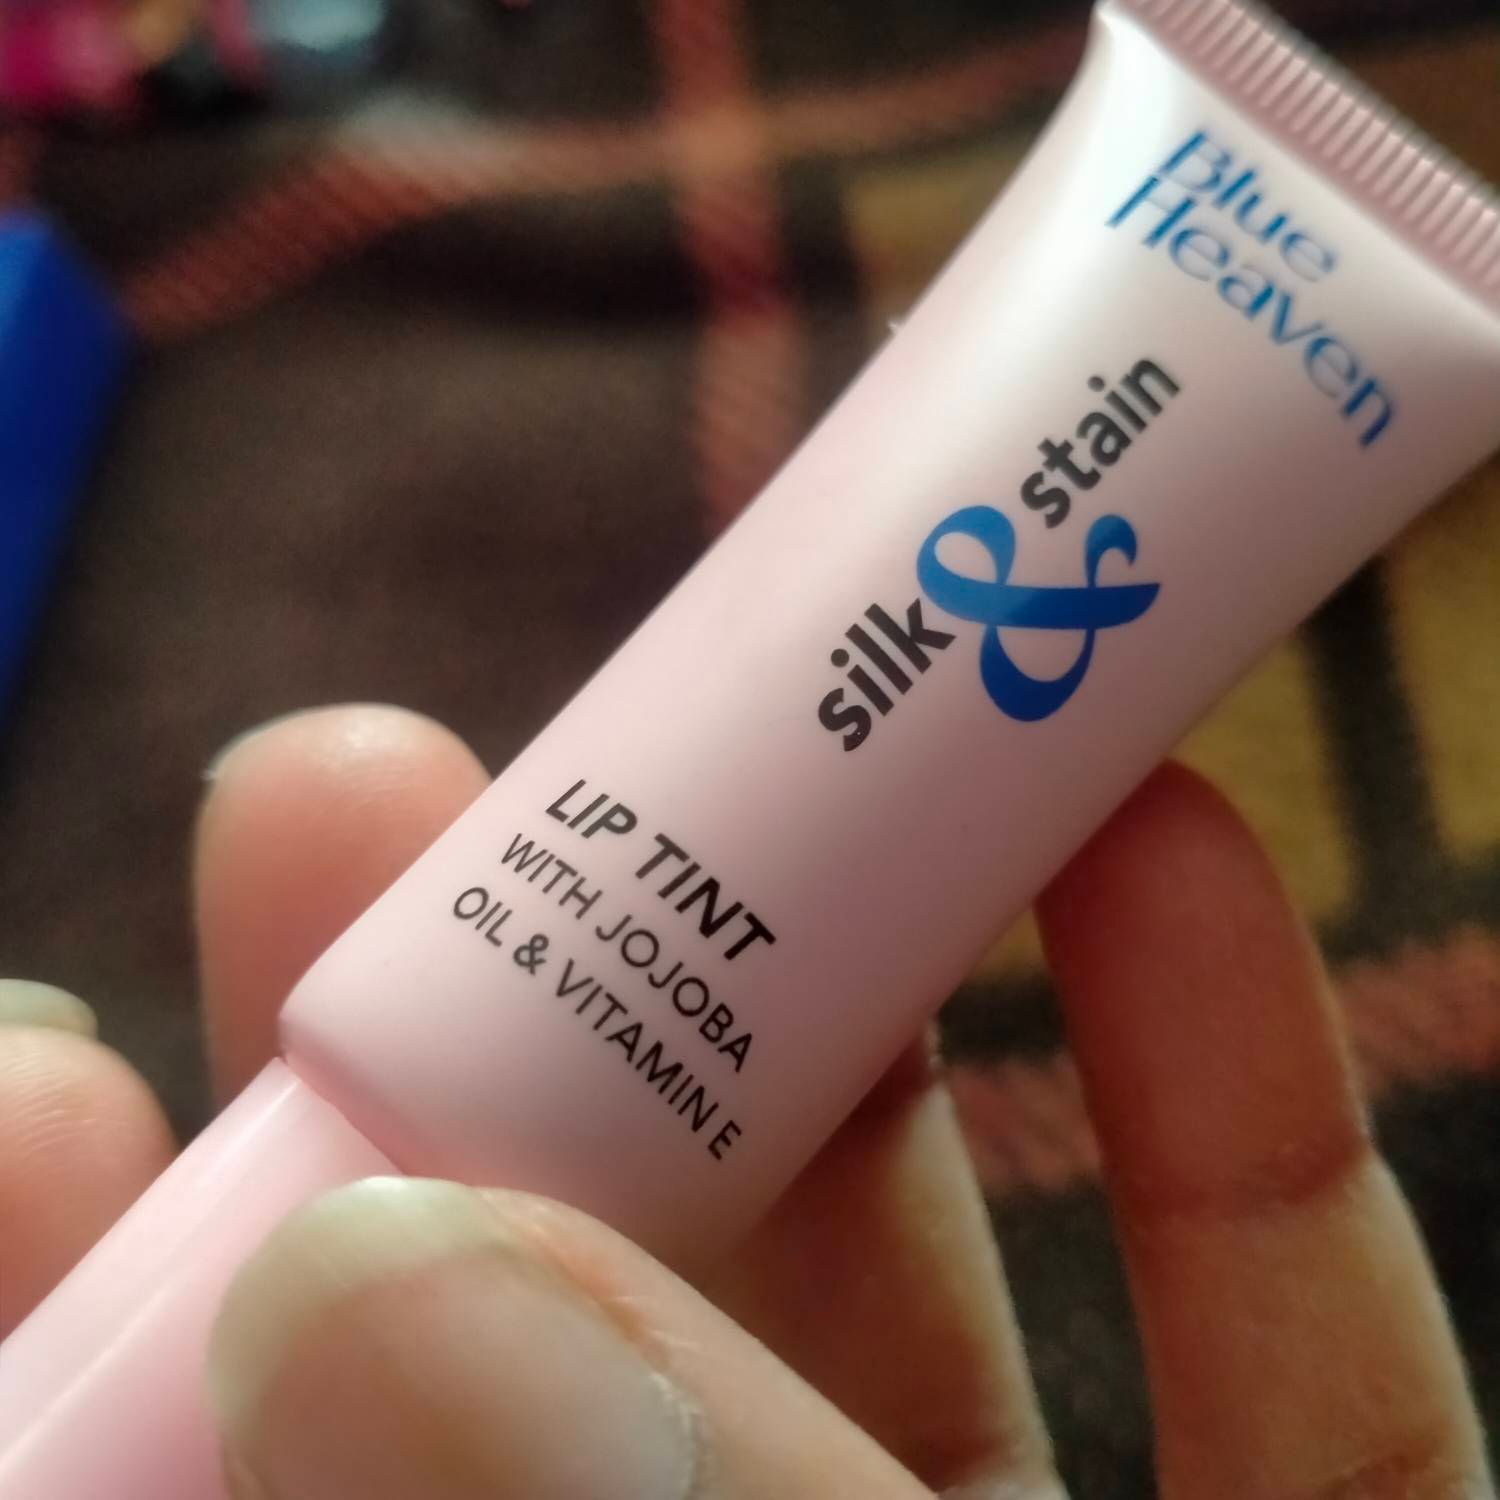 Blue
Heaven
silk & stain
LIP TINT
WITH JOJOBA
OIL & VITAMIN E